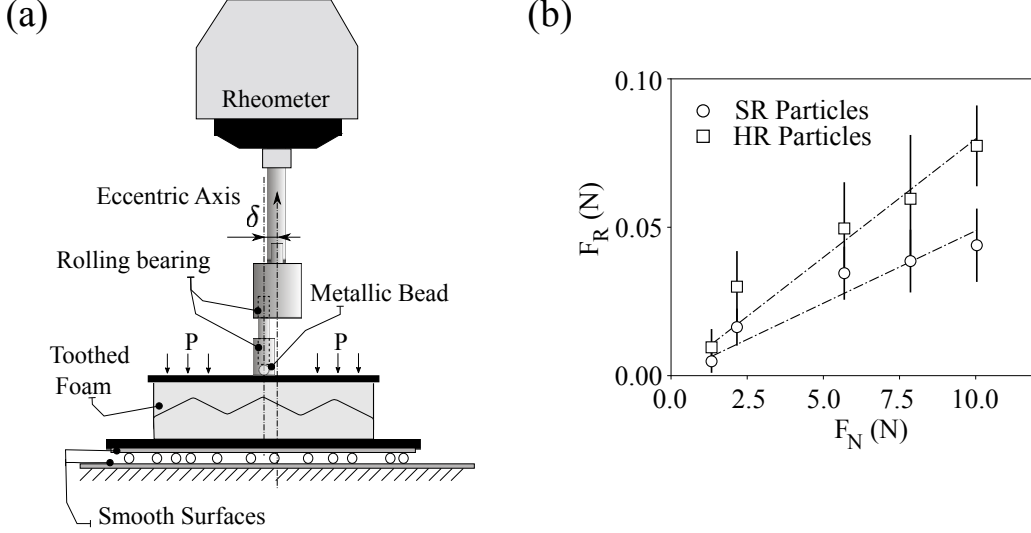 (a)
Rheometer
Eccentric Axis
δ
Rolling bearing
Metallic Bead
P
P
Toothed
Foam
Smooth Surfaces
(b)
0.10
SR Particles
HR Particles
F_R (N)
0.05
0.00
0.0 2.5 5.0 7.5 10.0
F_N (N)